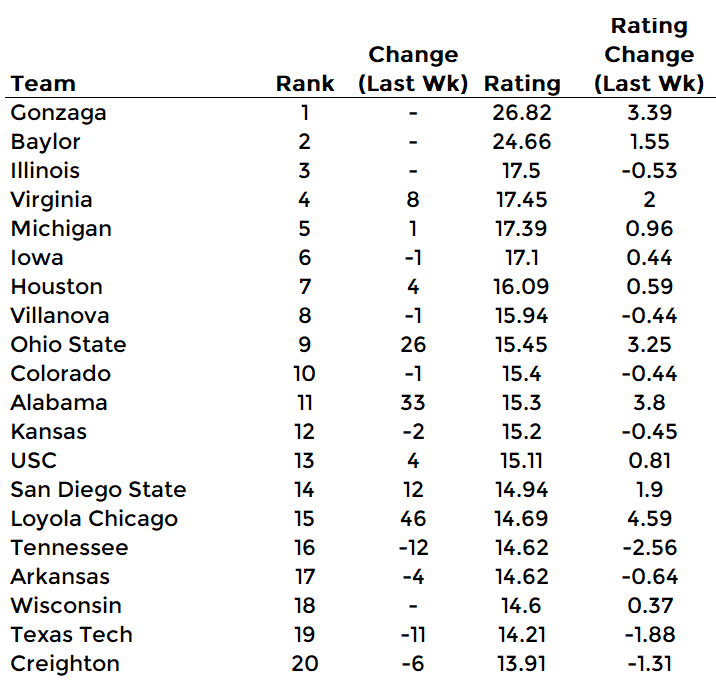 Rating
Change Change
Team Rank (Last Wk) Rating (Last Wk)
Gonzaga 1 - 26.82 3.39
Baylor 2 - 24.66 1.55
Illinois 3 - 17.5 -0.53
Virginia 4 8 17.45 2
Michigan 5 1 17.39 0.96
Iowa 6 -1 17.1 0.44
Houston 7 4 16.09 0.59
Villanova 8 -1 15.94 -0.44
Ohio State 9 26 15.45 3.25
Colorado 10 -1 15.4 -0.44
Alabama 11 33 15.3 3.8
Kansas 12 -2 15.2 -0.45
USC 13 4 15.11 0.81
San Diego State 14 12 14.94 1.9
Loyola Chicago 15 46 14.69 4.59
Tennessee 16 -12 14.62 -2.56
Arkansas 17 -4 14.62 -0.64
Wisconsin 18 - 14.6 0.37
Texas Tech 19 -11 14.21 -1.88
Creighton 20 -6 13.91 -1.31